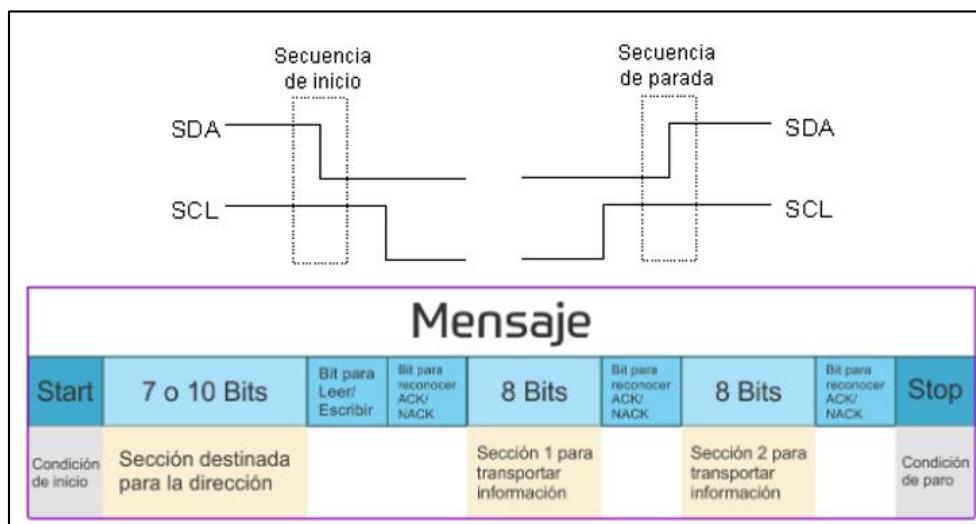 Secuencia
de inicio
Secuencia
de parada
SDA
SDA
SCL
SCL
Mensaje
Start
7 o 10 Bits
Bit para
Leer/
Escribir
Bit para
reconocer
ACK/
NACK
8 Bits
Bit para
reconocer
ACK/
NACK
8 Bits
Bit para
reconocer
ACK/
NACK
Stop
Condición
de inicio
Sección destinada
para la dirección
Sección 1 para
transportar
información
Sección 2 para
transportar
información
Condición
de paro